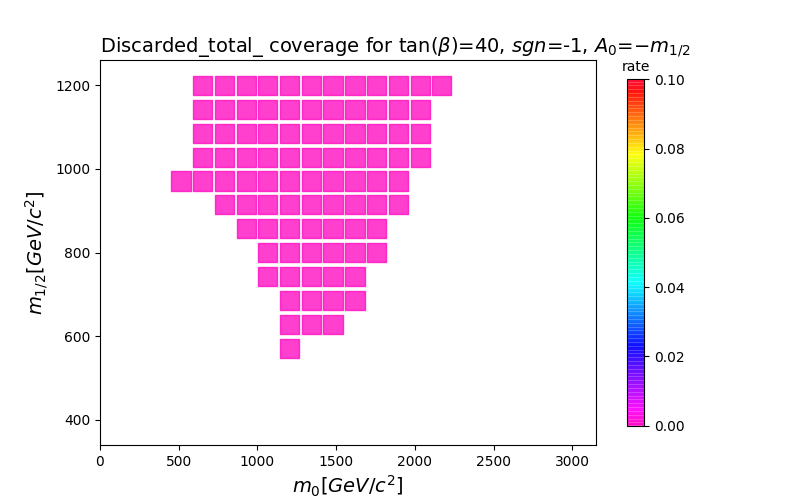 Discarded_total_ coverage for tan(β)=40, sgn=-1, A₀=−m₁/₂
rate
0.10
0.08
0.06
0.04
0.02
0.00
1200
1000
800
600
400
m₁/₂[GeV/c²]
0 500 1000 1500 2000 2500 3000
m₀[GeV/c²]